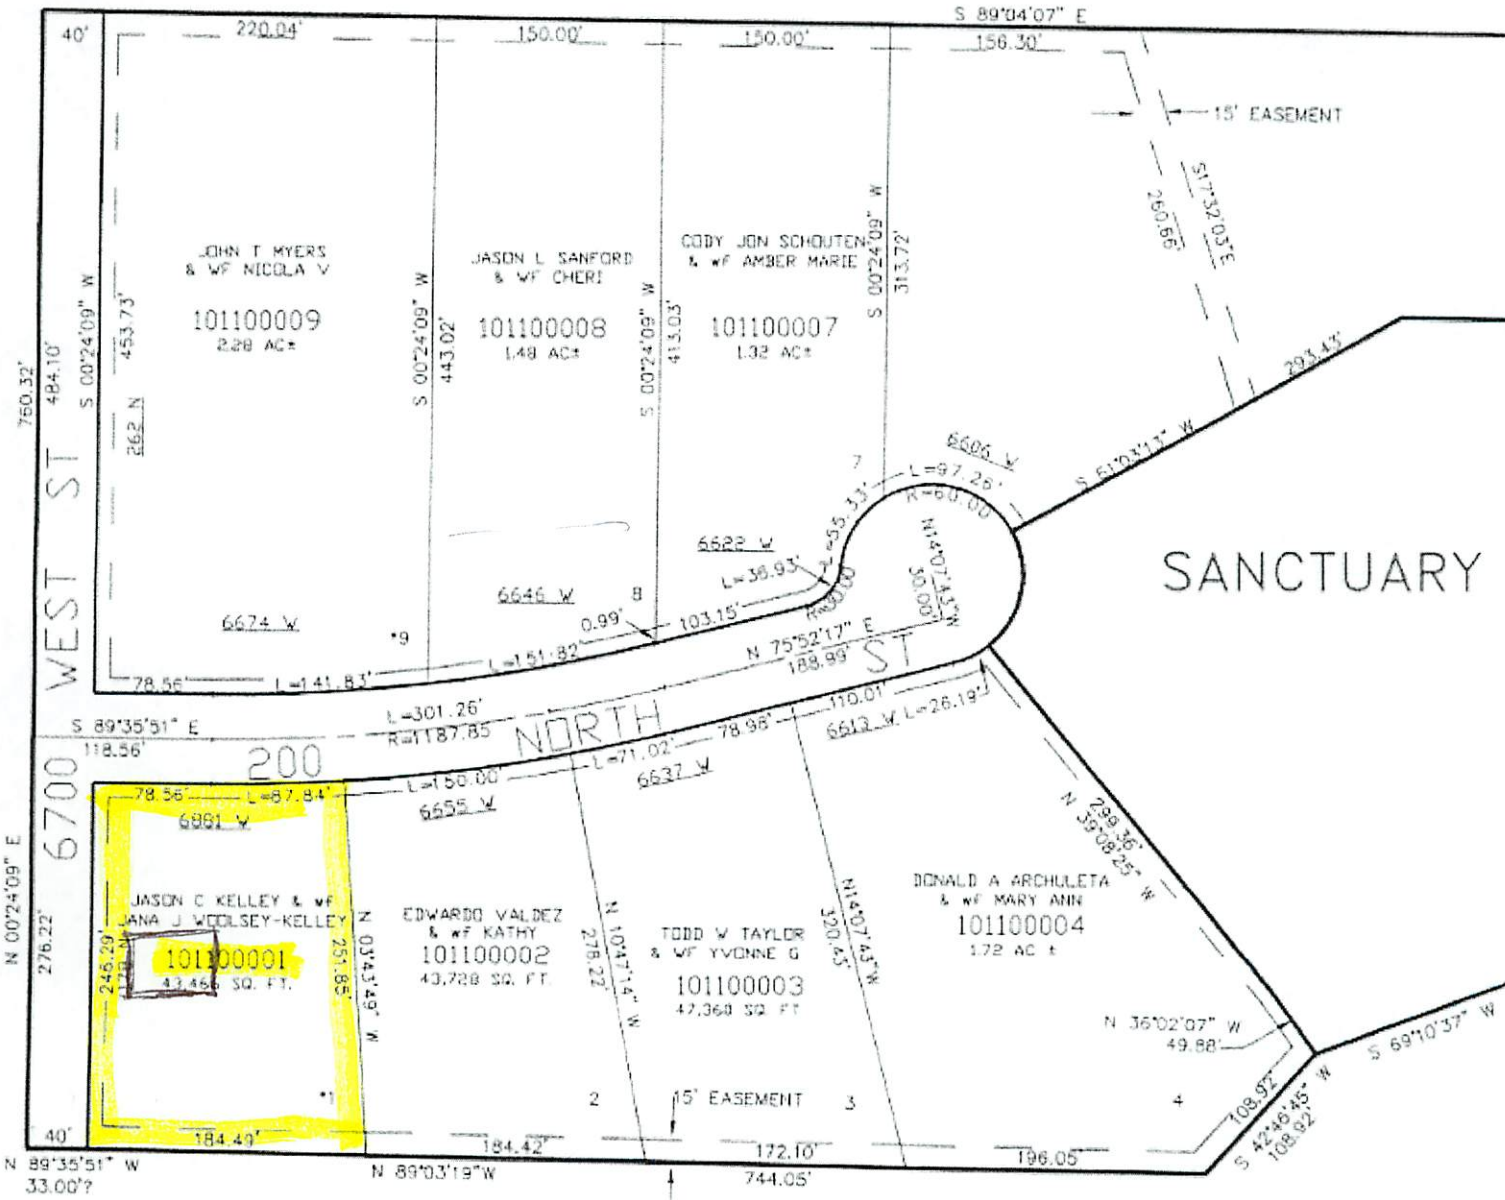 S 89°04'07" E
40'
220.04'
150.00'
150.00'
156.30'
15' EASEMENT
S17°32'03"E
260.66'
JOHN T MYERS
& WF NICOLA V
101100009
2.28 AC±
JASON L SANFORD
& WF CHERI
101100008
1.48 AC±
CODY JON SCHOUTEN
& WF AMBER MARIE
101100007
1.32 AC±
S 00°24'09" W
313.72'
S 00°24'09" W
453.73'
484.10'
760.32'
262 N
S 00°24'09" W
443.02'
S 00°24'09" W
413.03'
293.43'
S 61°03'13" W
6606 W
7
L=97.26'
R=60.00
L=55.33'
N14°07'43"W
30.00'
SANCTUARY
6622 W
L=36.93'
R=30.00
6646 W
8
0.99'
103.15'
6674 W
*9
L=151.82'
N 75°52'17" E
188.99'
78.56'
L=141.83'
WEST ST
6700
S 89°35'51" E
118.56'
L=301.26'
R=1187.85'
200 NORTH ST
110.01'
6613 W
L=26.19'
78.98'
L=71.02'
6637 W
L=150.00'
6655 W
78.56'
L=87.84'
6881 W
N 00°24'09" E
276.22'
246.29'
JASON C KELLEY & WF
JANA J WOOLSEY-KELLEY
101100001
43,466 SQ. FT.
N 03°43'49" W
251.85'
EDWARDO VALDEZ
& WF KATHY
101100002
43,728 SQ. FT.
N 10°47'14" W
278.22'
TODD W TAYLOR
& WF YVONNE G
101100003
47,360 SQ FT
N14°07'43"W
320.43'
DONALD A ARCHULETA
& WF MARY ANN
101100004
1.72 AC ±
299.36'
N 39°08'25" W
N 36°02'07" W
49.88'
S 69°10'37" W
108.92'
S 42°46'45" W
108.92'
*1
2
15' EASEMENT
3
4
40'
184.49'
184.42'
172.10'
196.05'
N 89°35'51" W
33.00'?
N 89°03'19"W
744.05'